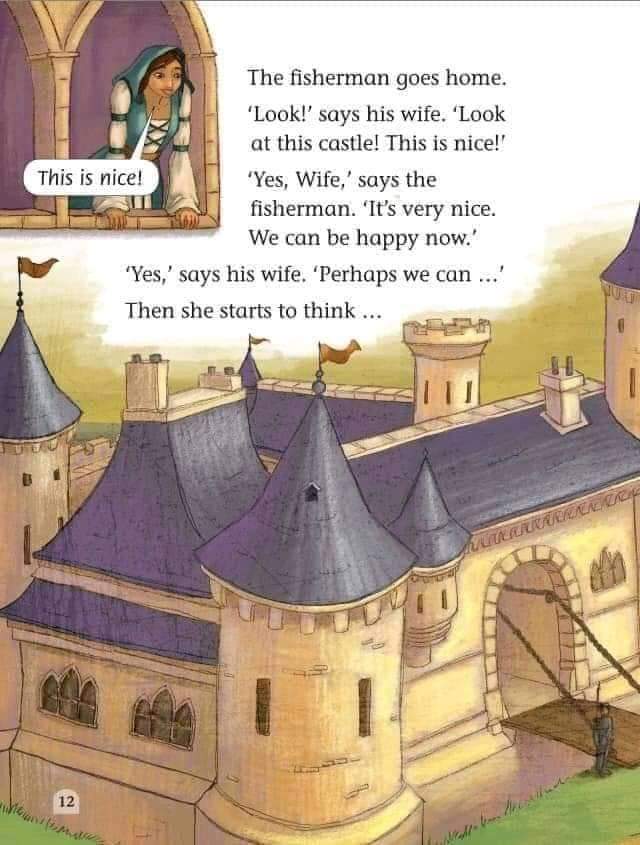 The fisherman goes home.
‘Look!’ says his wife. ‘Look
at this castle! This is nice!’
This is nice!
‘Yes, Wife,’ says the
fisherman. ‘It’s very nice.
We can be happy now.’
‘Yes,’ says his wife. ‘Perhaps we can ...’
Then she starts to think ...
12